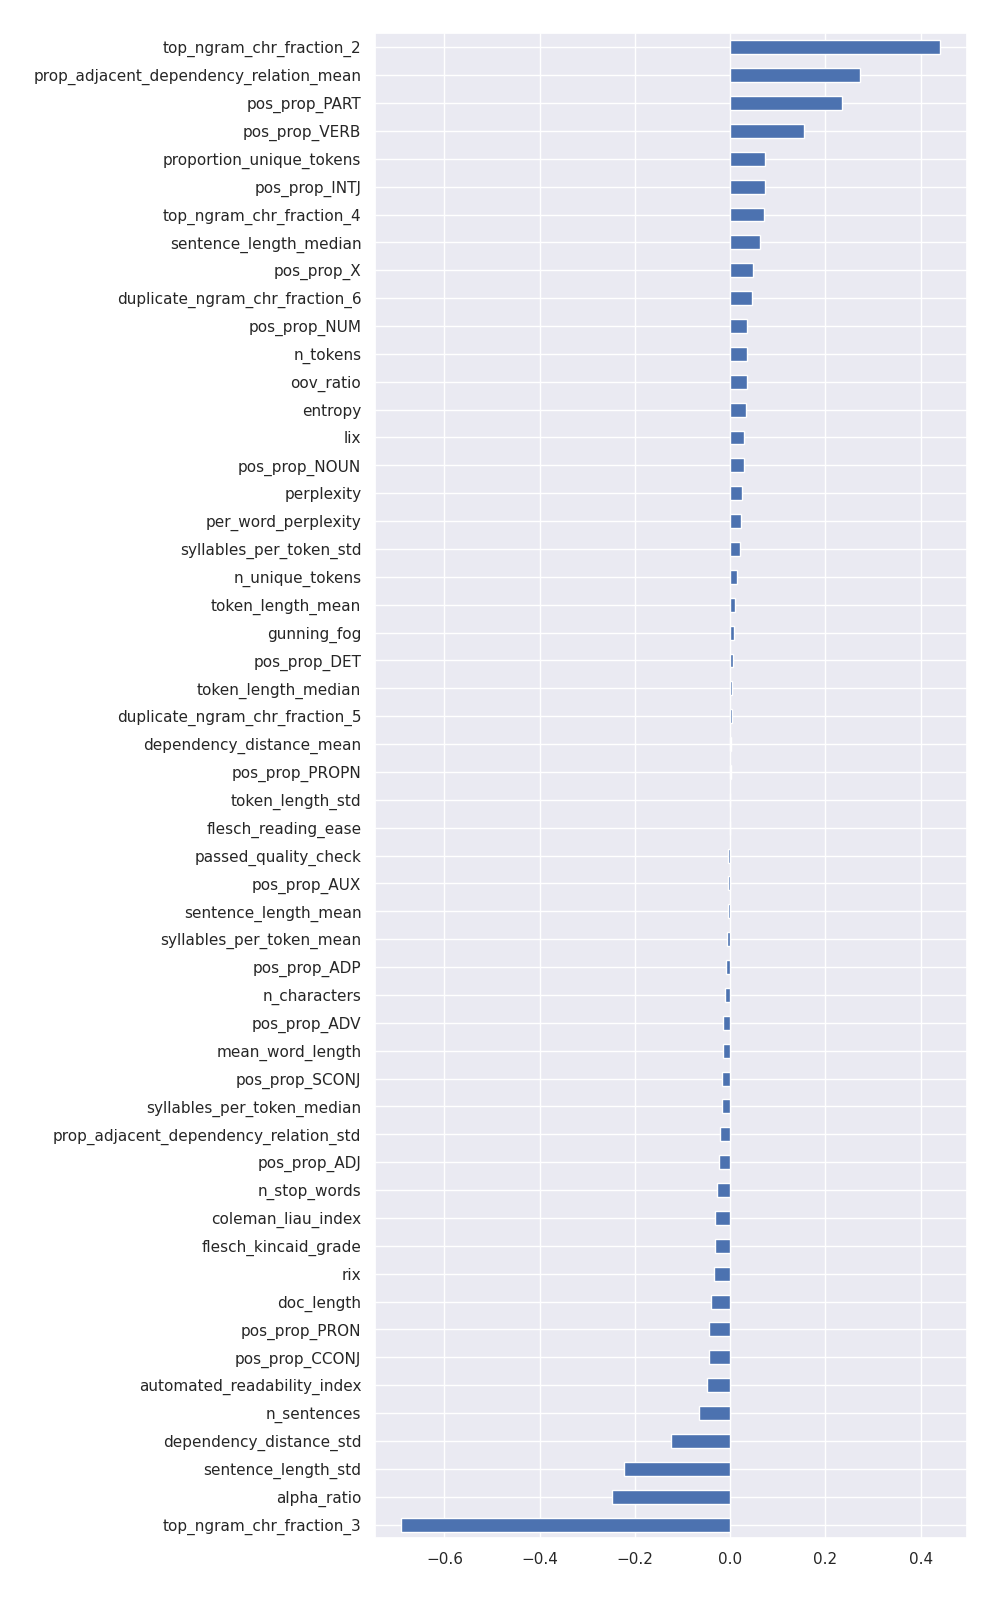 top_ngram_chr_fraction_2
prop_adjacent_dependency_relation_mean
pos_prop_PART
pos_prop_VERB
proportion_unique_tokens
pos_prop_INTJ
top_ngram_chr_fraction_4
sentence_length_median
pos_prop_X
duplicate_ngram_chr_fraction_6
pos_prop_NUM
n_tokens
oov_ratio
entropy
lix
pos_prop_NOUN
perplexity
per_word_perplexity
syllables_per_token_std
n_unique_tokens
token_length_mean
gunning_fog
pos_prop_DET
token_length_median
duplicate_ngram_chr_fraction_5
dependency_distance_mean
pos_prop_PROPN
token_length_std
flesch_reading_ease
passed_quality_check
pos_prop_AUX
sentence_length_mean
syllables_per_token_mean
pos_prop_ADP
n_characters
pos_prop_ADV
mean_word_length
pos_prop_SCONJ
syllables_per_token_median
prop_adjacent_dependency_relation_std
pos_prop_ADJ
n_stop_words
coleman_liau_index
flesch_kincaid_grade
rix
doc_length
pos_prop_PRON
pos_prop_CCONJ
automated_readability_index
n_sentences
dependency_distance_std
sentence_length_std
alpha_ratio
top_ngram_chr_fraction_3
−0.6 −0.4 −0.2 0.0 0.2 0.4